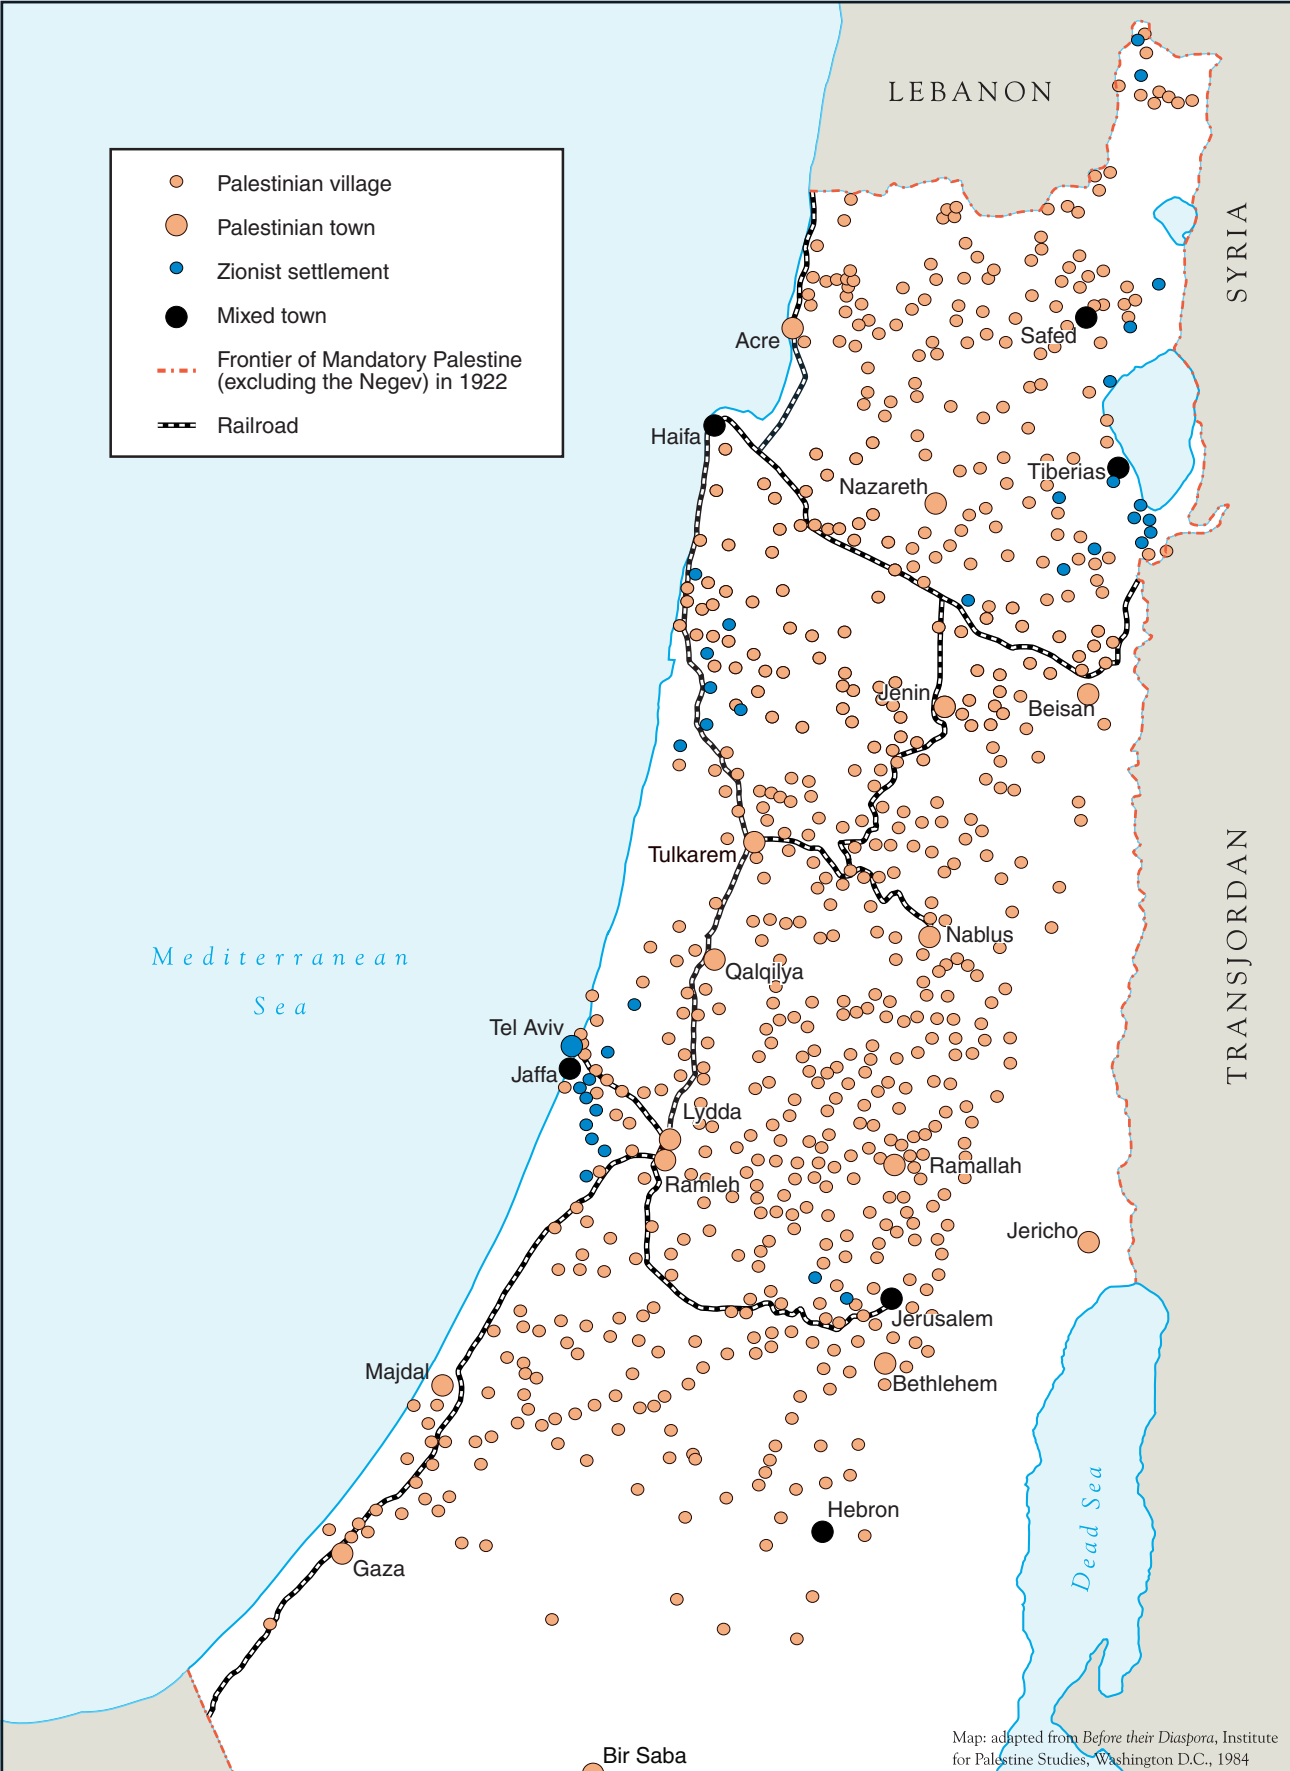 LEBANON
SYRIA
TRANSJORDAN
Palestinian village
Palestinian town
Zionist settlement
Mixed town
Frontier of Mandatory Palestine
(excluding the Negev) in 1922
Railroad
Acre
Safed
Haifa
Tiberias
Nazareth
Jenin
Beisan
Tulkarem
Nablus
Mediterranean
Sea
Qalqilya
Tel Aviv
Jaffa
Lydda
Ramallah
Ramleh
Jericho
Jerusalem
Majdal
Bethlehem
Hebron
Dead Sea
Gaza
Bir Saba
Map: adapted from Before their Diaspora, Institute
for Palestine Studies, Washington D.C., 1984